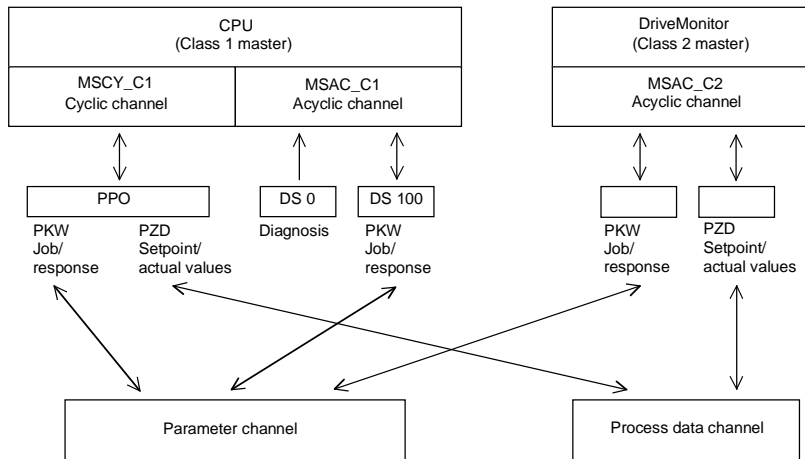 CPU
(Class 1 master)
DriveMonitor
(Class 2 master)
MSCY_C1
Cyclic channel
MSAC_C1
Acyclic channel
MSAC_C2
Acyclic channel
PPO
DS 0
DS 100
PKW
Job/
response
PZD
Setpoint/
actual values
Diagnosis
PKW
Job/
response
PKW
Job/
response
PZD
Setpoint/
actual values
Parameter channel
Process data channel